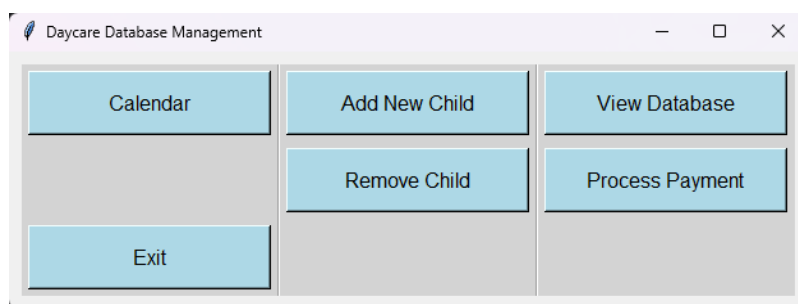 Daycare Database Management
Calendar
Add New Child
View Database
Remove Child
Process Payment
Exit